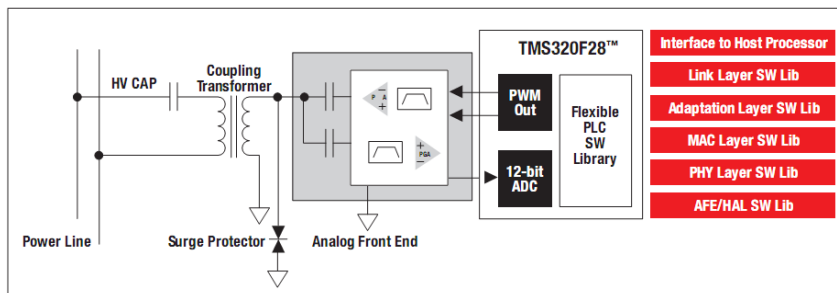 TMS320F28™
HV CAP
Coupling
Transformer
P A
PGA
PWM
Out
12-bit
ADC
Flexible
PLC
SW
Library
Power Line
Surge Protector
Analog Front End
Interface to Host Processor
Link Layer SW Lib
Adaptation Layer SW Lib
MAC Layer SW Lib
PHY Layer SW Lib
AFE/HAL SW Lib